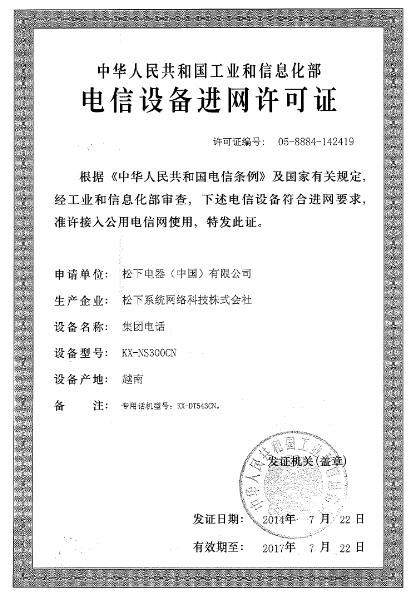 中华人民共和国工业和信息化部
电信设备进网许可证
许可证编号: 05-8884-142419
根据《中华人民共和国电信条例》及国家有关规定,
经工业和信息化部审查, 下述电信设备符合进网要求,
准许接入公用电信网使用, 特发此证。
申请单位: 松下电器（中国）有限公司
生产企业: 松下系统网络科技株式会社
设备名称: 集团电话
设备型号: KX-NS300CN
设备产地: 越南
备 注: 专用话机型号: KX-DT543CN。
发证机关(盖章)
中华人民共和国工业和信息化部
发证日期: 2014年 7 月 22 日
有效期至: 2017年 7 月 22 日